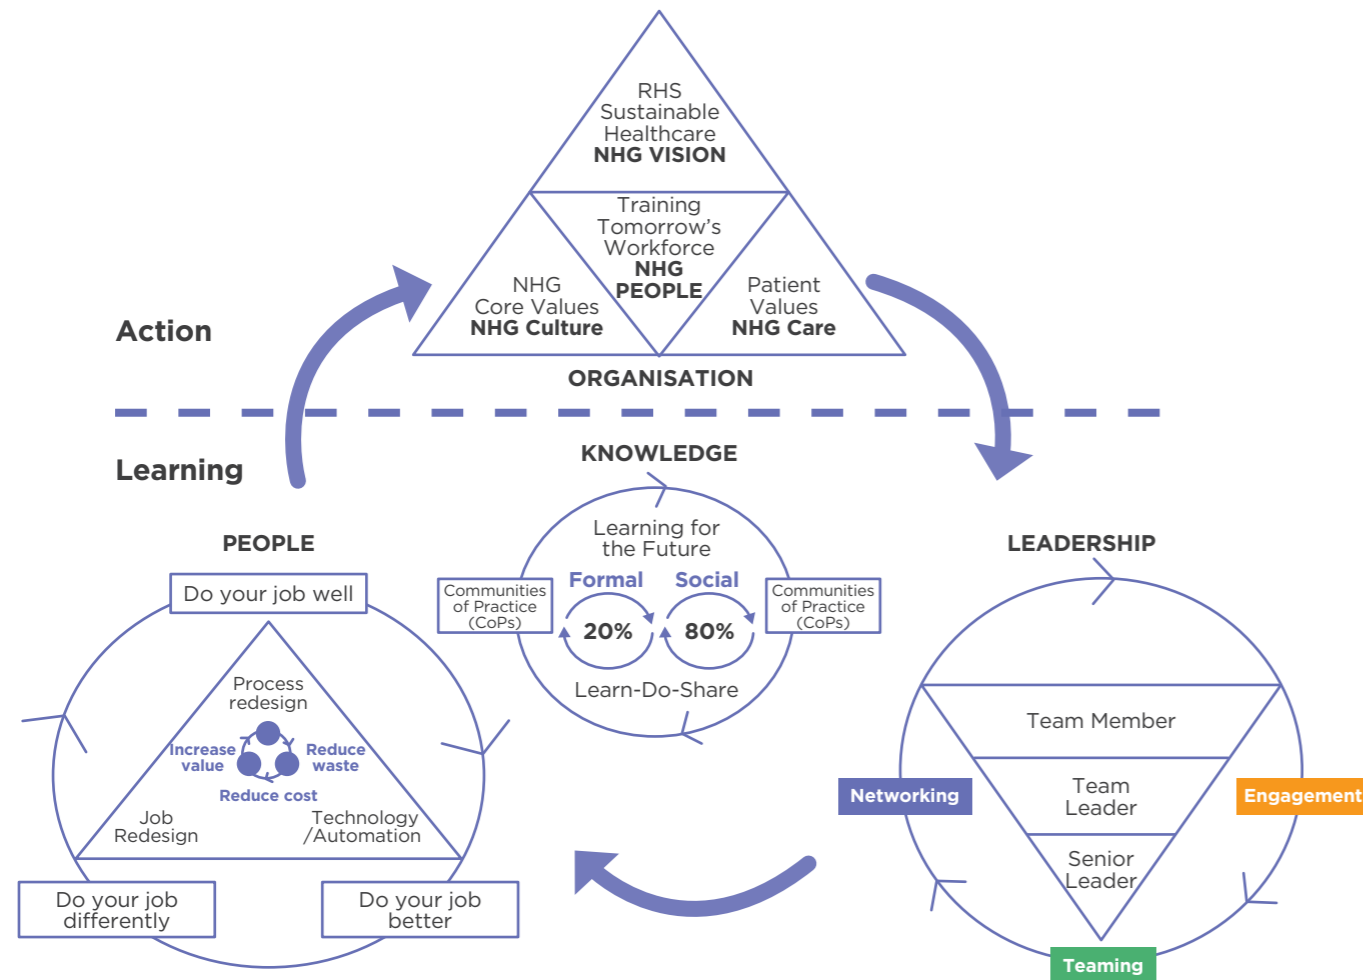 RHS
Sustainable
Healthcare
NHG VISION
Training
Tomorrow's
Workforce
NHG
PEOPLE
NHG
Core Values
NHG Culture
Patient
Values
NHG Care
Action
ORGANISATION
Learning
KNOWLEDGE
Learning for
the Future
Formal
Social
Communities
of Practice
(CoPs)
20%
80%
Communities
of Practice
(CoPs)
Learn-Do-Share
PEOPLE
Do your job well
Process
redesign
Increase
value
Reduce
waste
Reduce cost
Job
Redesign
Technology
/Automation
Do your job
differently
Do your job
better
LEADERSHIP
Team Member
Team
Leader
Senior
Leader
Networking
Engagement
Teaming